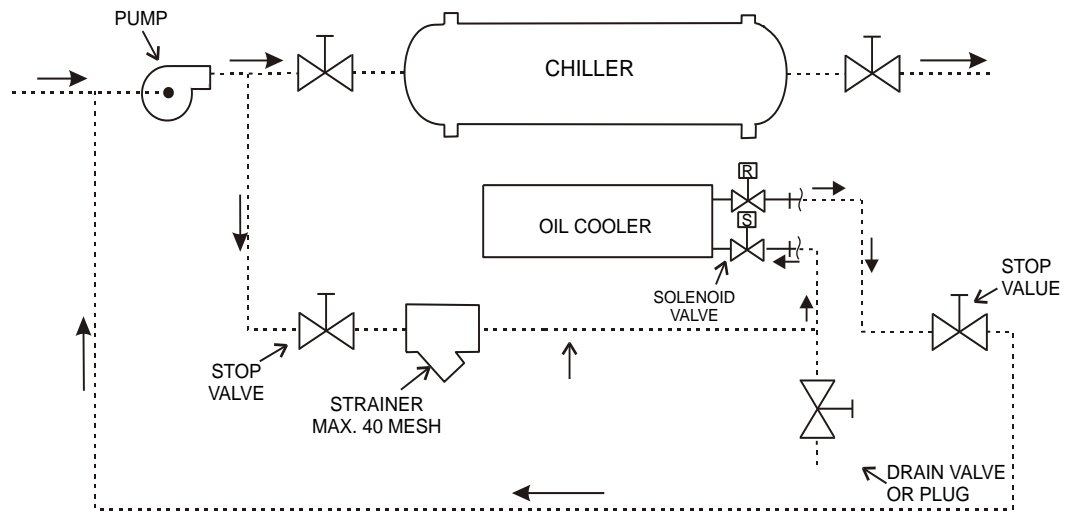 PUMP
CHILLER
R
S
OIL COOLER
SOLENOID
VALVE
STOP
VALUE
STOP
VALVE
STRAINER
MAX. 40 MESH
DRAIN VALVE
OR PLUG